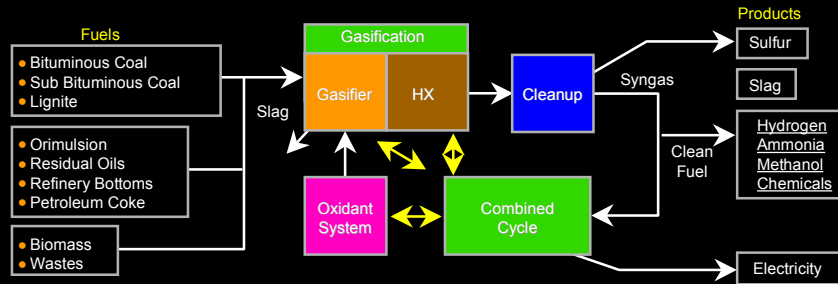 Fuels
Bituminous Coal
Sub Bituminous Coal
Lignite
Orimulsion
Residual Oils
Refinery Bottoms
Petroleum Coke
Biomass
Wastes
Gasification
Gasifier
HX
Slag
Oxidant
System
Cleanup
Combined
Cycle
Syngas
Clean
Fuel
Products
Sulfur
Slag
Hydrogen
Ammonia
Methanol
Chemicals
Electricity